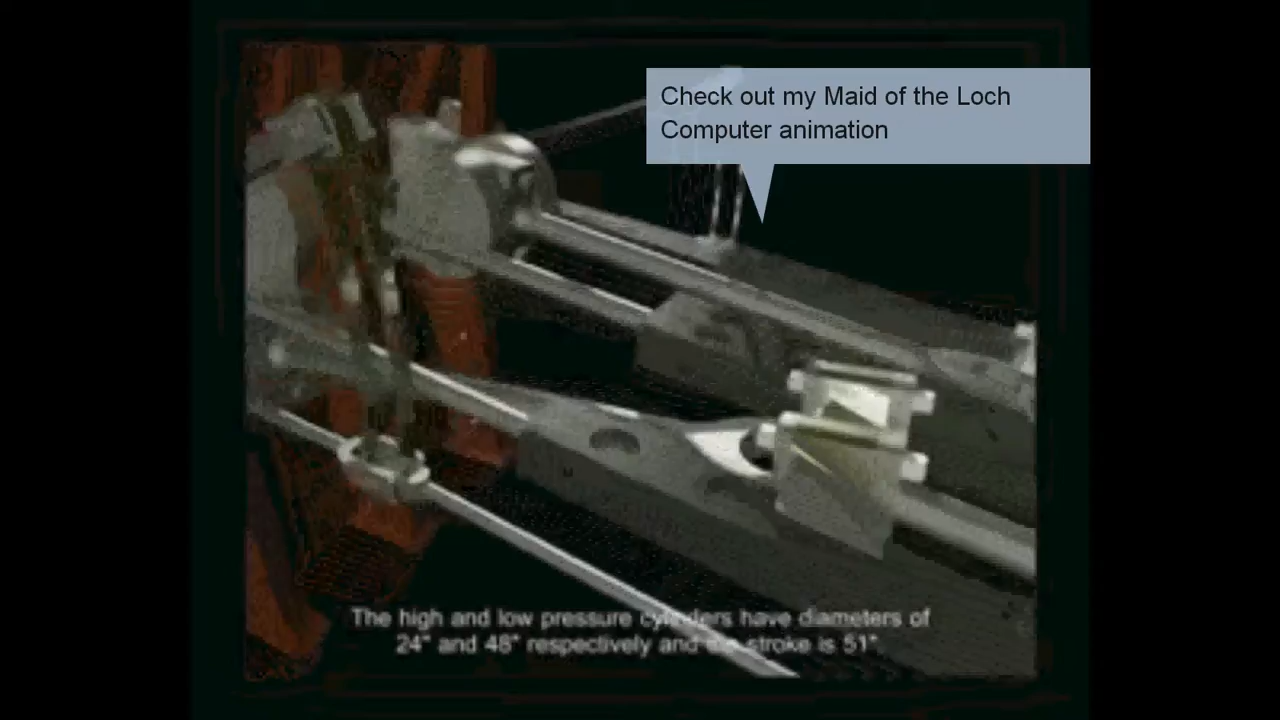 Check out my Maid of the Loch
Computer animation
The high and low pressure cylinders have diameters of
24" and 48" respectively and the stroke is 51".